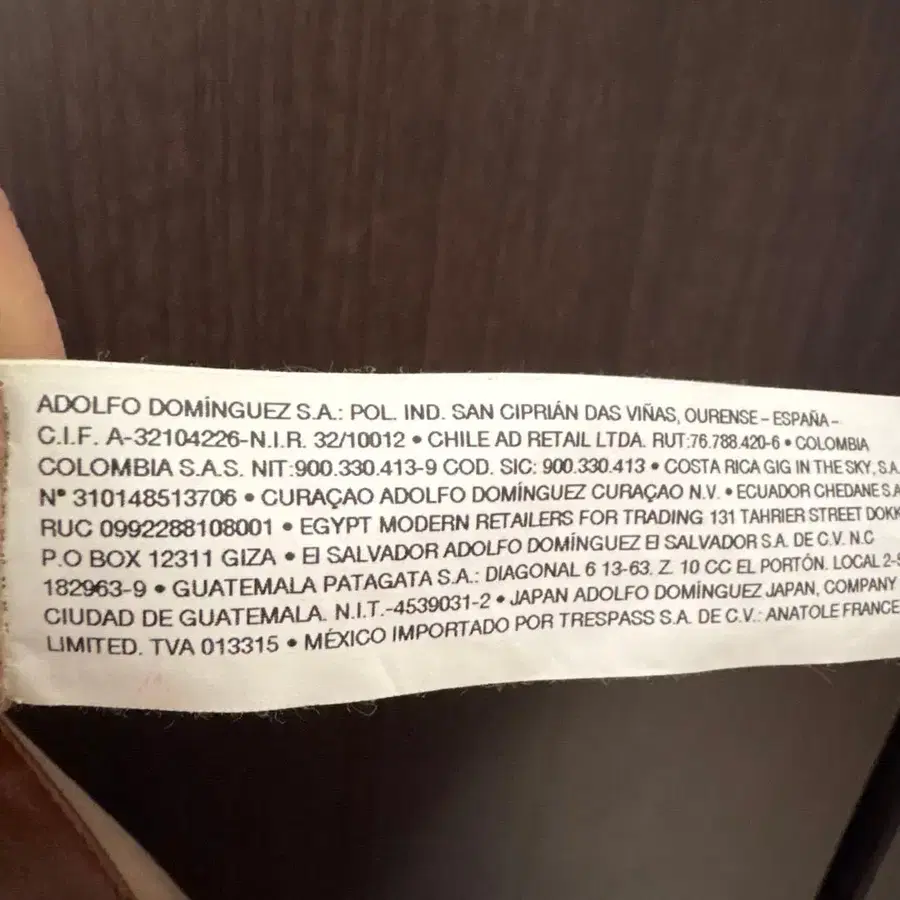 ADOLFO DOMÍNGUEZ S.A.: POL. IND. SAN CIPRIÁN DAS VIÑAS, OURENSE - ESPAÑA -
C.I.F. A-32104226-N.I.R. 32/10012 • CHILE AD RETAIL LTDA. RUT:76.788.420-6 • COLOMBIA
COLOMBIA S.A.S. NIT:900.330.413-9 COD. SIC: 900.330.413 • COSTA RICA GIG IN THE SKY, S.A.
Nº 310148513706 • CURAÇAO ADOLFO DOMÍNGUEZ CURAÇAO N.V. • ECUADOR CHEDANE S.A
RUC 0992288108001 • EGYPT MODERN RETAILERS FOR TRADING 131 TAHRIER STREET DOKK
P.O BOX 12311 GIZA • El SALVADOR ADOLFO DOMÍNGUEZ El SALVADOR S.A. DE C.V. N.C
182963-9 • GUATEMALA PATAGATA S.A.: DIAGONAL 6 13-63. Z. 10 CC EL PORTÓN. LOCAL 2-
CIUDAD DE GUATEMALA. N.I.T.-4539031-2 • JAPAN ADOLFO DOMÍNGUEZ JAPAN, COMPANY
LIMITED. TVA 013315 • MÉXICO IMPORTADO POR TRESPASS S.A. DE C.V.: ANATOLE FRANCE